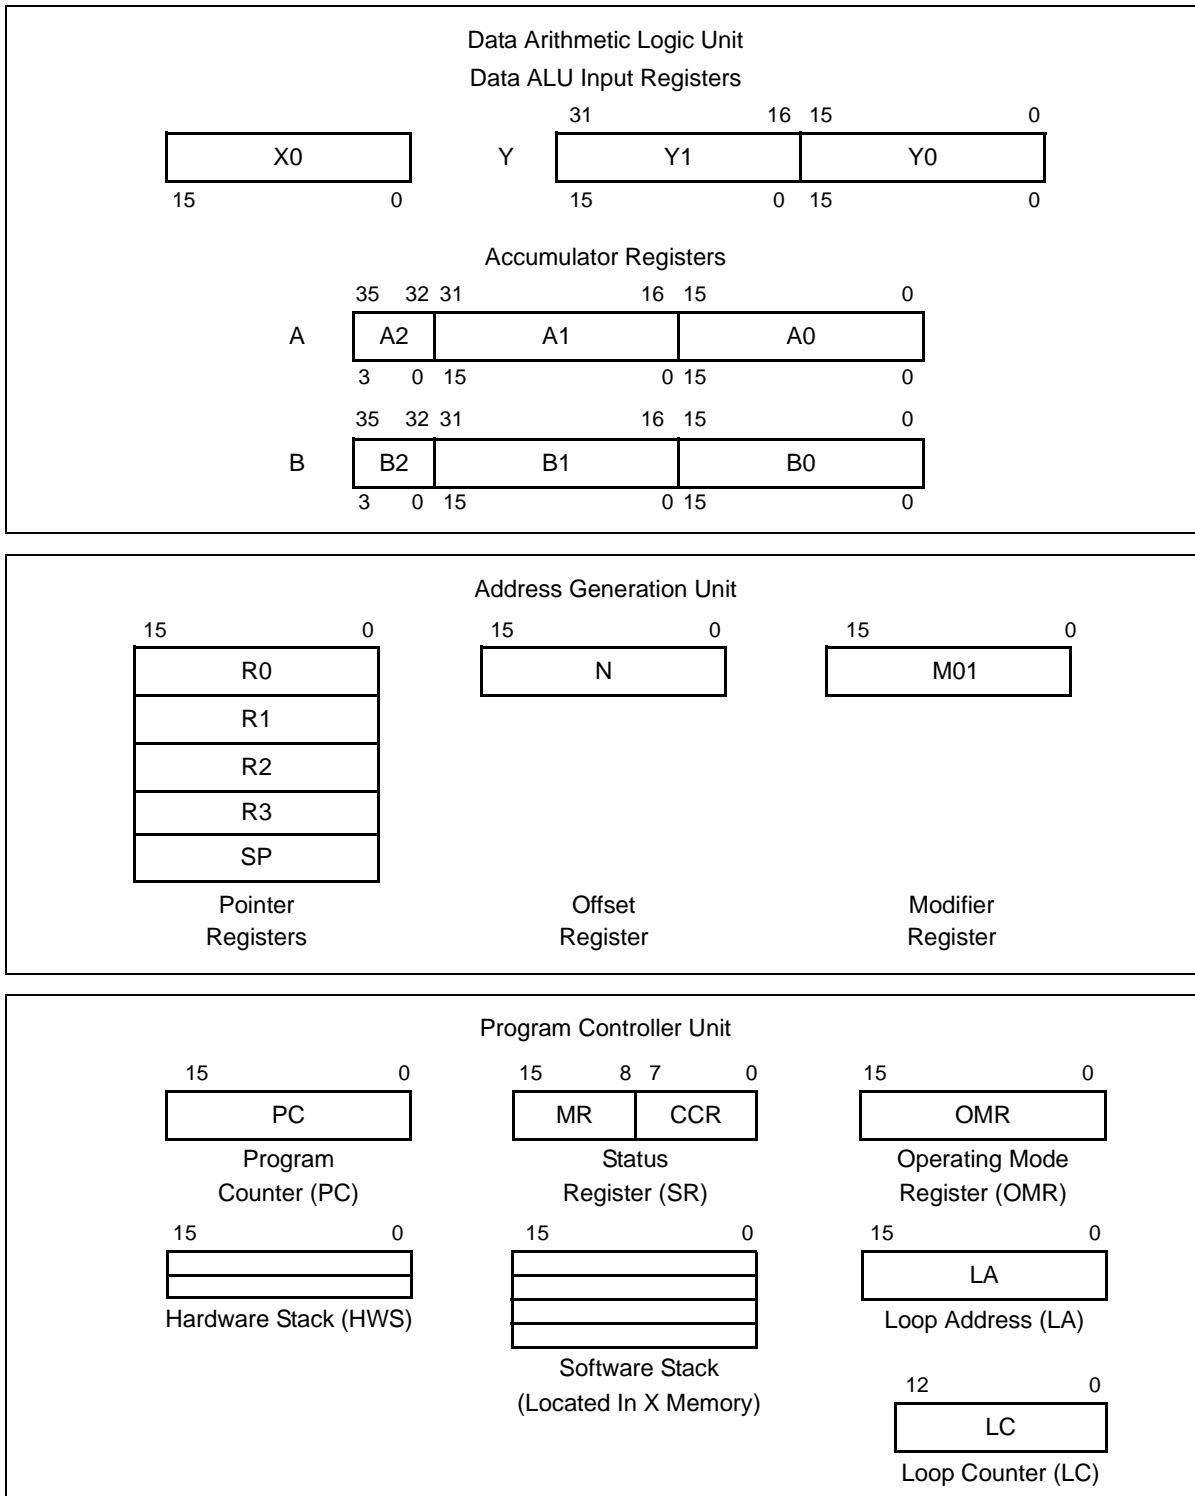 Data Arithmetic Logic Unit
Data ALU Input Registers
31 16 15 0
X0 Y Y1 Y0
15 0 15 0 15 0
Accumulator Registers
35 32 31 16 15 0
A A2 A1 A0
3 0 15 0 15 0
35 32 31 16 15 0
B B2 B1 B0
3 0 15 0 15 0
Address Generation Unit
15 0 15 0 15 0
R0 N M01
R1
R2
R3
SP
Pointer Offset Modifier
Registers Register Register
Program Controller Unit
15 0 15 8 7 0 15 0
PC MR CCR OMR
Program Status Operating Mode
Counter (PC) Register (SR) Register (OMR)
15 0 15 0 15 0
LA
Hardware Stack (HWS) Loop Address (LA)
Software Stack
(Located In X Memory)
12 0
LC
Loop Counter (LC)